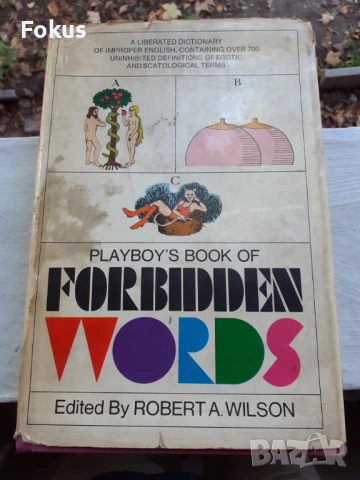 Fokus
A LIBERATED DICTIONARY
OF IMPROPER ENGLISH, CONTAINING OVER 700
UNINHIBITED DEFINITIONS OF EROTIC
AND SCATOLOGICAL TERMS
A
B
C
PLAYBOY'S BOOK OF
FORBIDDEN
WORDS
Edited By ROBERT A. WILSON
BAZAR
bg